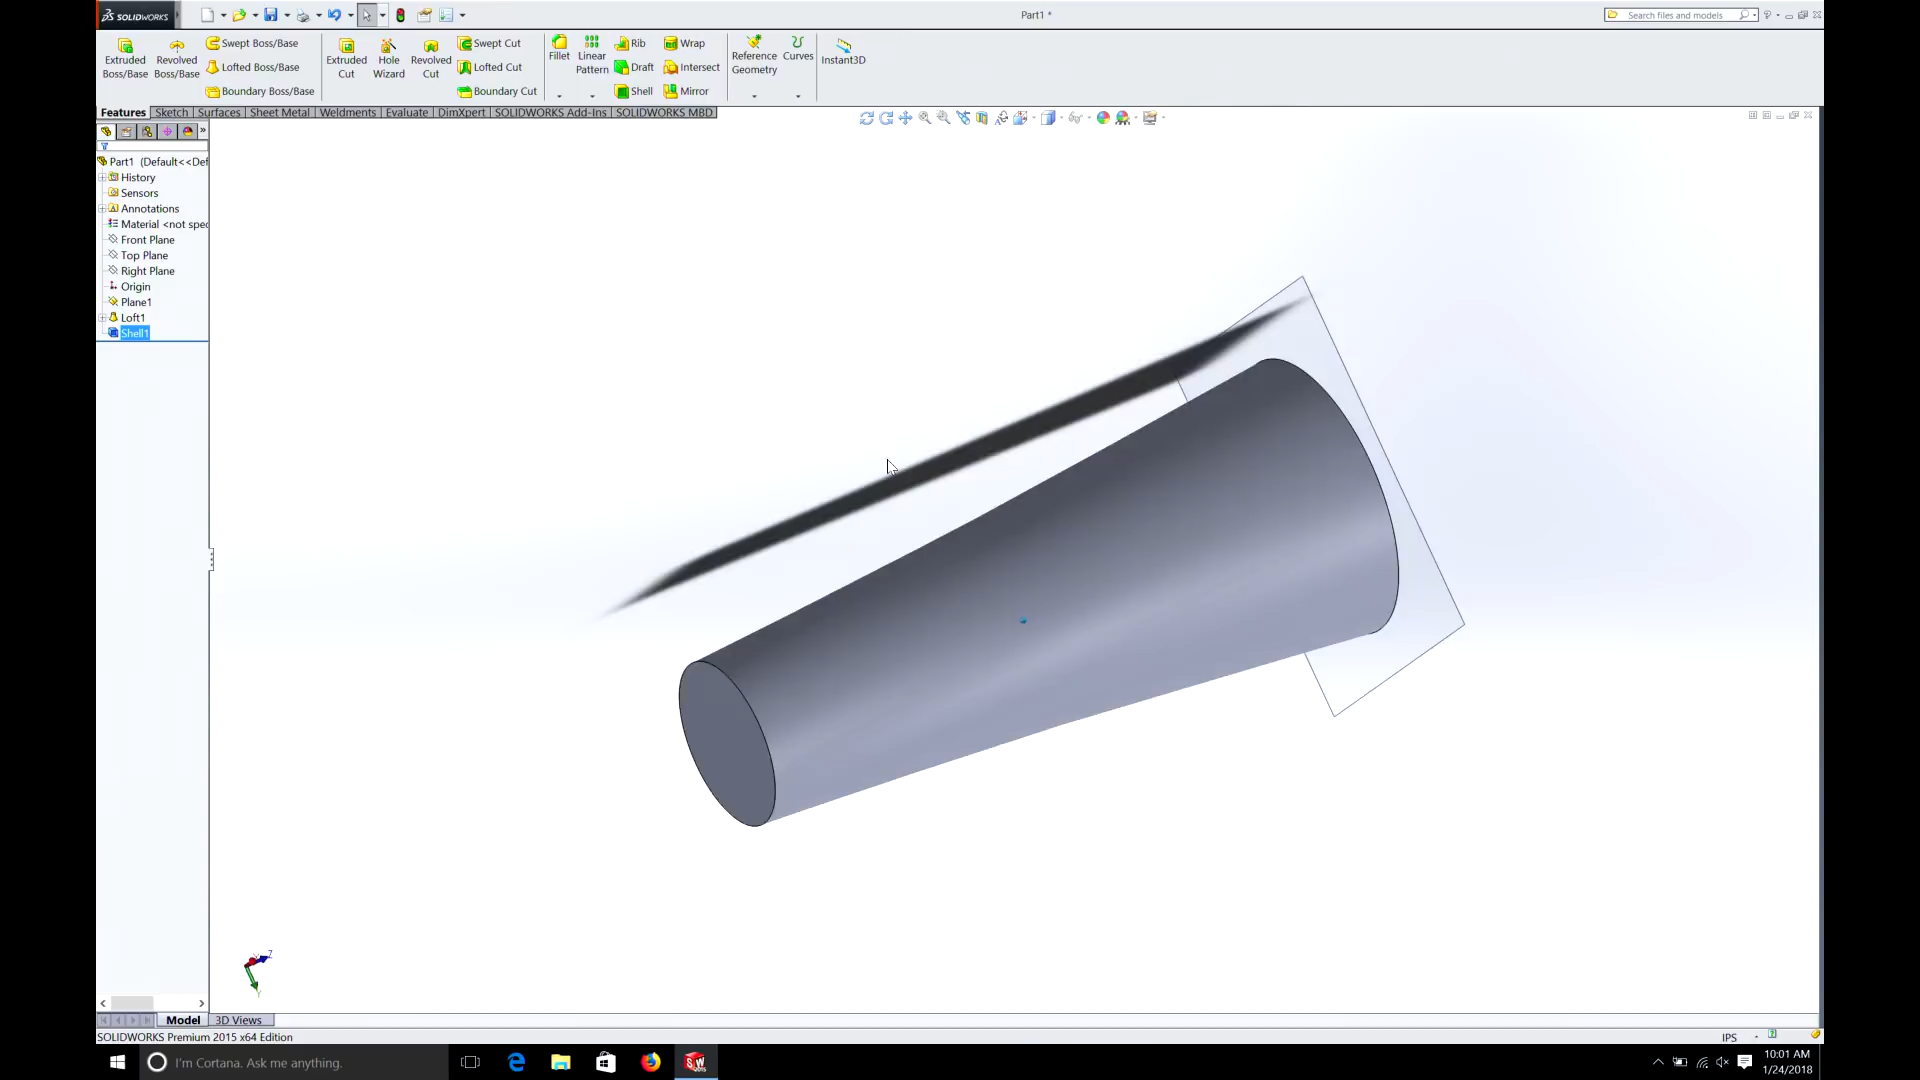 SOLIDWORKS
Part1 *
Search files and models
Extruded Boss/Base
Revolved Boss/Base
Swept Boss/Base
Lofted Boss/Base
Boundary Boss/Base
Extruded Cut
Hole Wizard
Revolved Cut
Swept Cut
Lofted Cut
Boundary Cut
Fillet
Linear Pattern
Rib
Draft
Shell
Wrap
Intersect
Mirror
Reference Geometry
Curves
Instant3D
Features
Sketch
Surfaces
Sheet Metal
Weldments
Evaluate
DimXpert
SOLIDWORKS Add-Ins
SOLIDWORKS MBD
Part1 (Default<<Def
History
Sensors
Annotations
Material <not spec
Front Plane
Top Plane
Right Plane
Origin
Plane1
Loft1
Shell1
Z
Y
Model
3D Views
SOLIDWORKS Premium 2015 x64 Edition
IPS
I'm Cortana. Ask me anything.
10:01 AM
1/24/2018